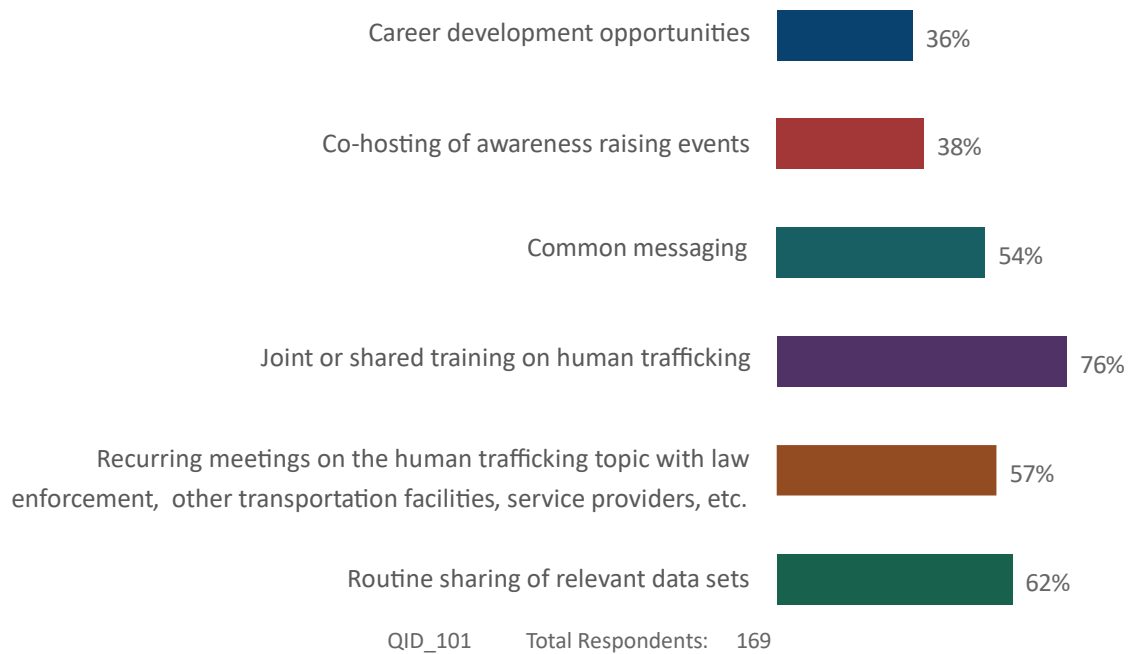 Career development opportunities 36%
Co-hosting of awareness raising events 38%
Common messaging 54%
Joint or shared training on human trafficking 76%
Recurring meetings on the human trafficking topic with law
enforcement, other transportation facilities, service providers, etc. 57%
Routine sharing of relevant data sets 62%
QID_101 Total Respondents: 169